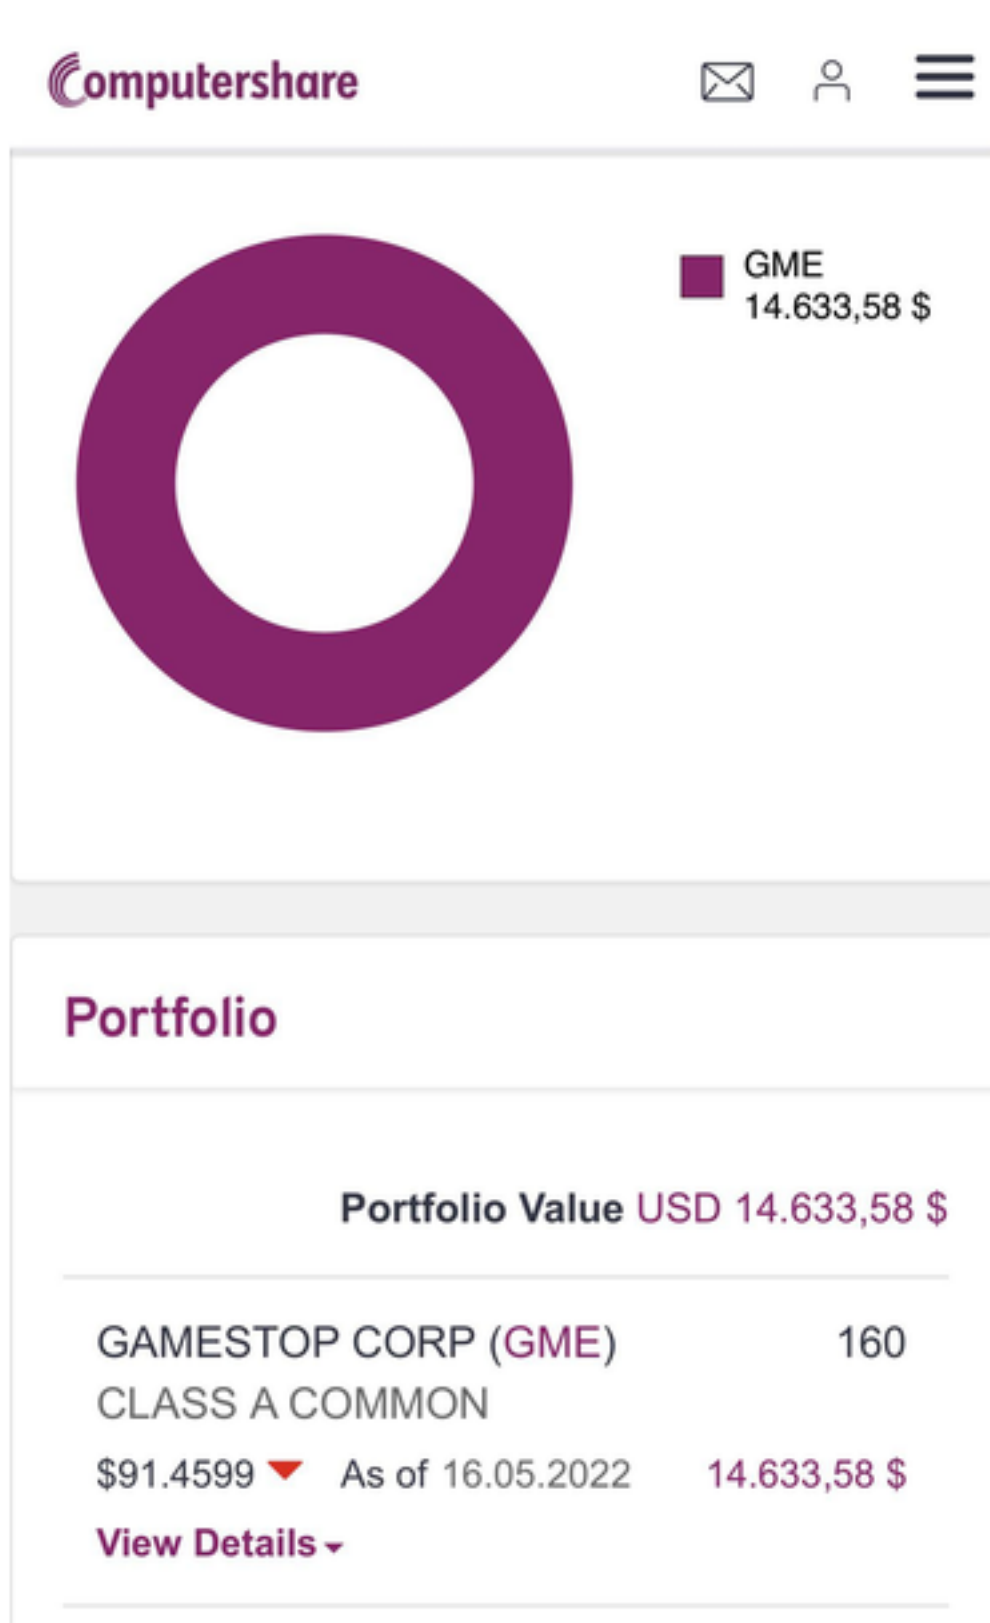 Computershare
GME
14.633,58 $
Portfolio
Portfolio Value USD 14.633,58 $
GAMESTOP CORP (GME) 160
CLASS A COMMON
$91.4599 As of 16.05.2022 14.633,58 $
View Details